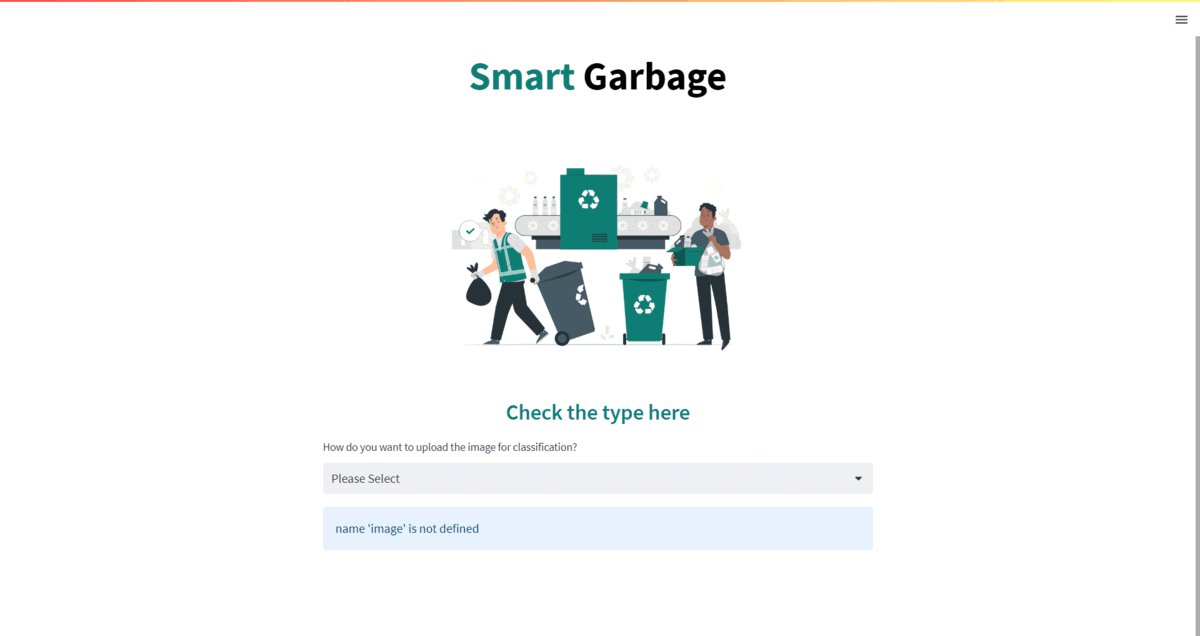 Smart Garbage
Check the type here
How do you want to upload the image for classification?
Please Select
name 'image' is not defined